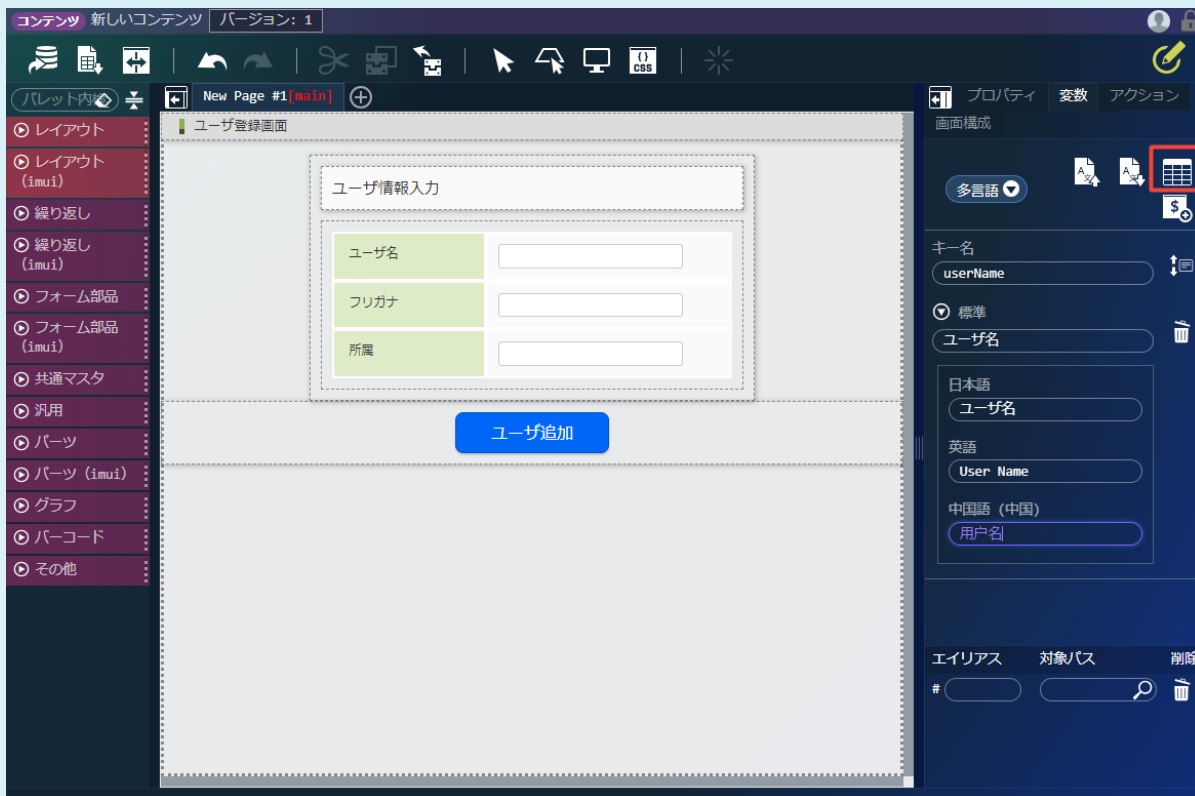 コンテンツ 新しいコンテンツ バージョン: 1
{} CSS
パレット内検
New Page #1[main]
プロパティ 変数 アクション
画面構成
レイアウト
レイアウト
(imui)
繰り返し
繰り返し
(imui)
フォーム部品
フォーム部品
(imui)
共通マスタ
汎用
パーツ
パーツ (imui)
グラフ
バーコード
その他
ユーザ登録画面
ユーザ情報入力
ユーザ名
フリガナ
所属
ユーザ追加
多言語
キー名
userName
標準
ユーザ名
日本語
ユーザ名
英語
User Name
中国語 (中国)
用户名
エイリアス 対象パス 削除
#